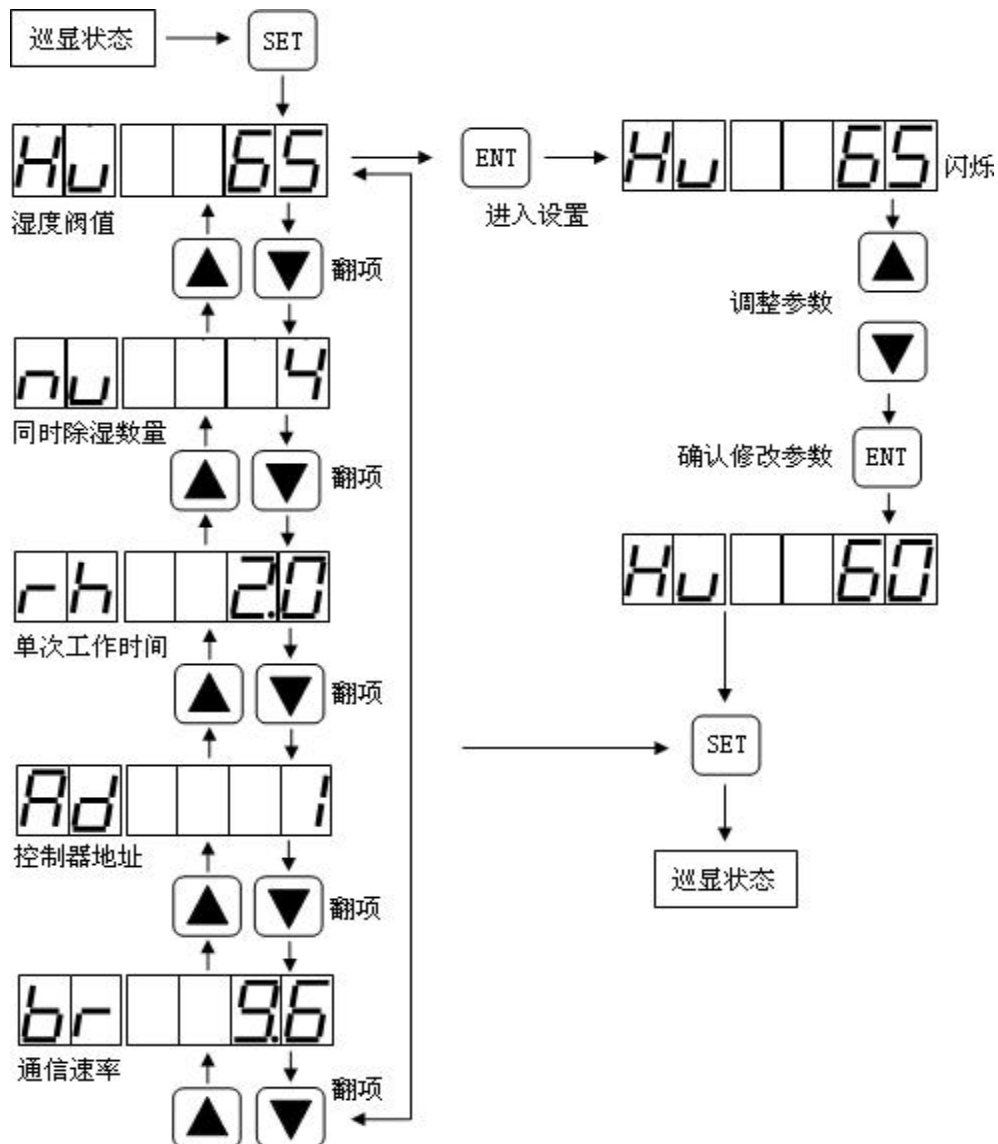 巡显状态
SET
Hu 65
湿度阀值
翻项
nu 4
同时除湿数量
翻项
rh 2.0
单次工作时间
翻项
Ad 1
控制器地址
翻项
br 9.6
通信速率
翻项
ENT
进入设置
Hu 65
闪烁
调整参数
确认修改参数
ENT
Hu 60
SET
巡显状态